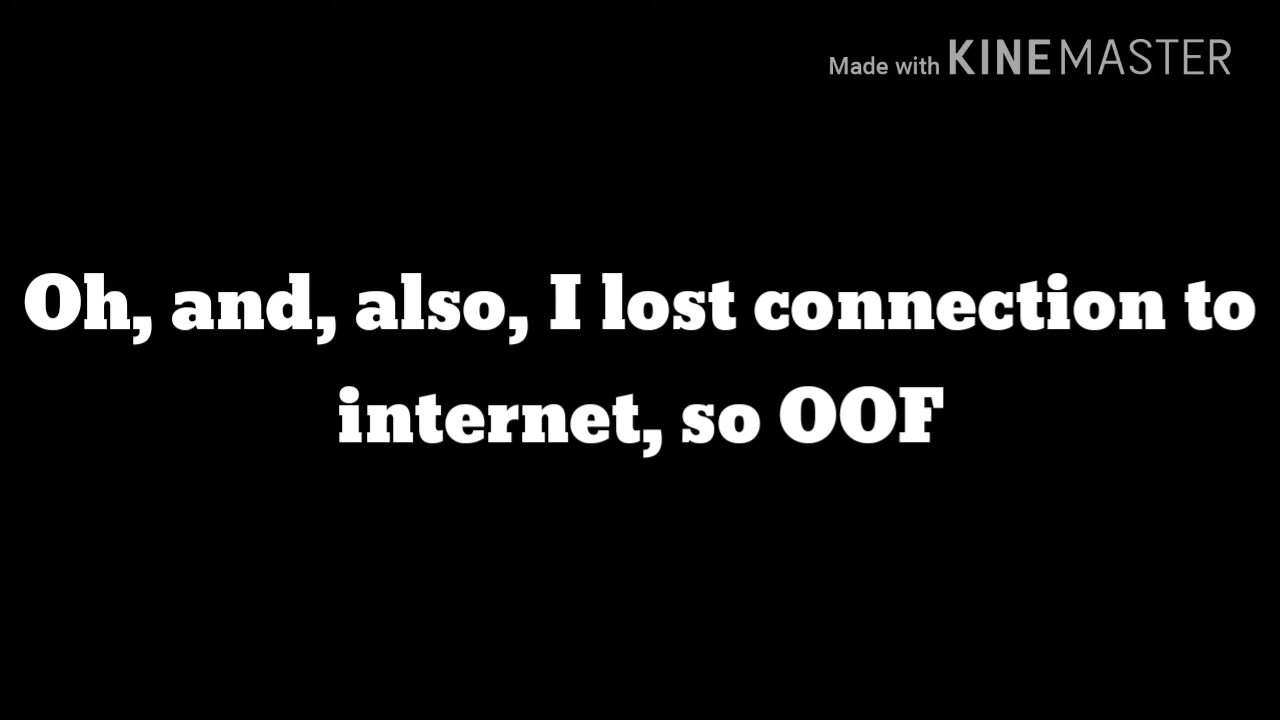 Made with KINEMASTER
Oh, and, also, I lost connection to
internet, so OOF